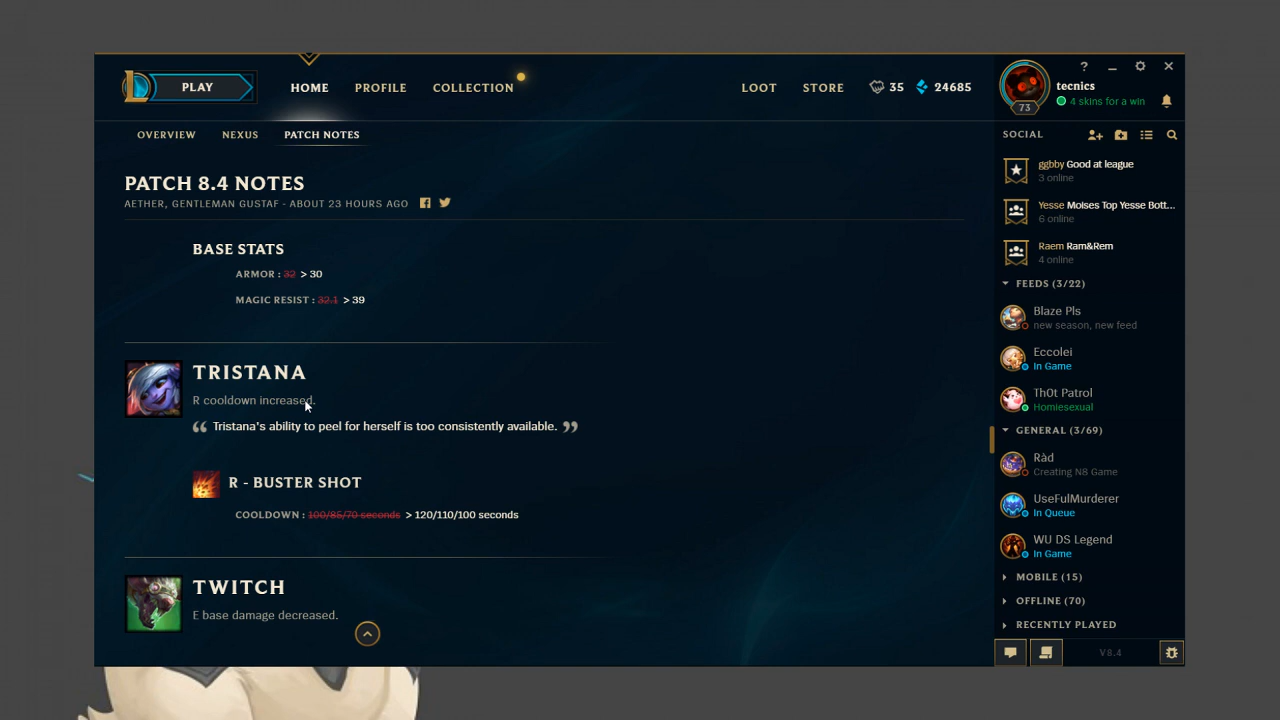 PLAY
HOME
PROFILE
COLLECTION
LOOT
STORE
35
24685
?
73
tecnics
4 skins for a win
OVERVIEW
NEXUS
PATCH NOTES
PATCH 8.4 NOTES
AETHER, GENTLEMAN GUSTAF - ABOUT 23 HOURS AGO
BASE STATS
ARMOR : 32 > 30
MAGIC RESIST : 32.1 > 39
TRISTANA
R cooldown increased.
“ Tristana's ability to peel for herself is too consistently available. ”
R - BUSTER SHOT
COOLDOWN : 100/85/70 seconds > 120/110/100 seconds
TWITCH
E base damage decreased.
SOCIAL
ggbby Good at league
3 online
Yesse Moises Top Yesse Bott...
6 online
Raem Ram&Rem
4 online
FEEDS (3/22)
Blaze Pls
new season, new feed
Eccolei
In Game
Th0t Patrol
Homiesexual
GENERAL (3/69)
Ràd
Creating N8 Game
UseFulMurderer
In Queue
WU DS Legend
In Game
MOBILE (15)
OFFLINE (70)
RECENTLY PLAYED
V8.4